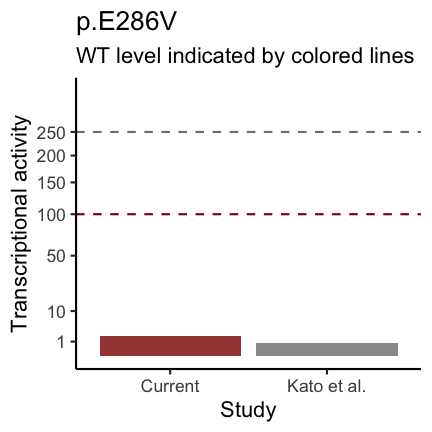 p.E286V
WT level indicated by colored lines
Transcriptional activity
250
200
150
100
50
10
1
Current
Kato et al.
Study